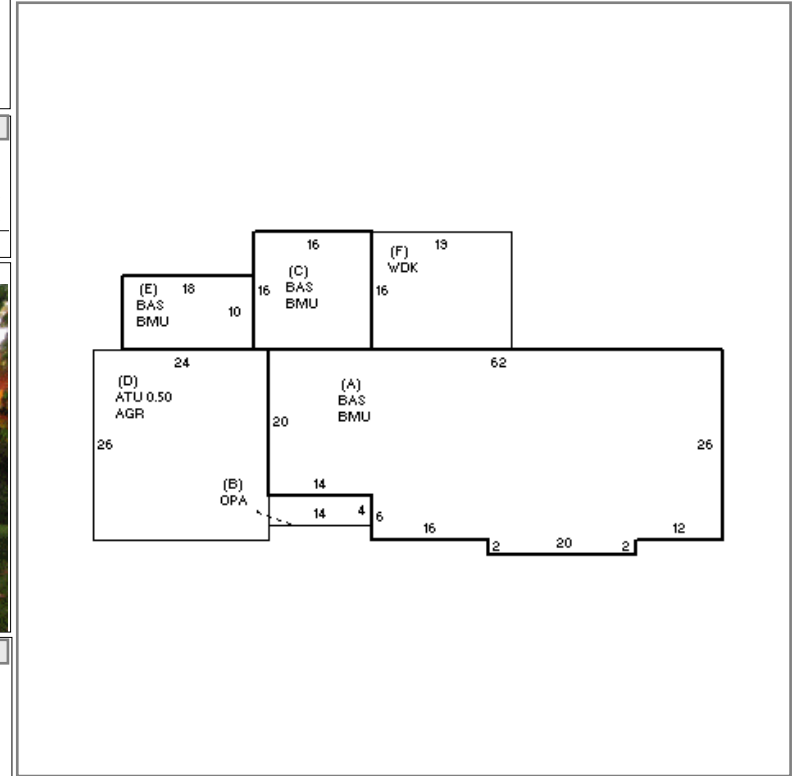 16
(F)
WDK
19
(C)
BAS
BMU
16
16
(E)
BAS
BMU
18
10
24
62
(D)
ATU 0.50
AGR
(A)
BAS
BMU
20
26
26
(B)
OPA
14
14
4
6
16
12
2
20
2